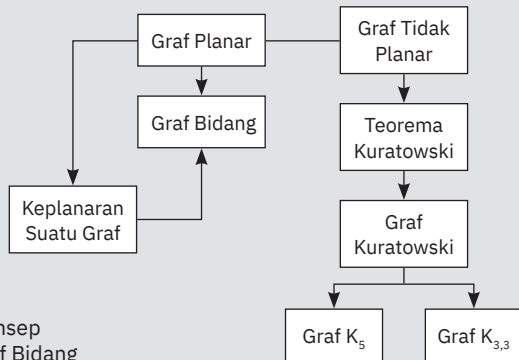 Graf Planar
Graf Tidak
Planar
Graf Bidang
Teorema
Kuratowski
Keplanaran
Suatu Graf
Graf
Kuratowski
Graf K₅
Graf K₃,₃
Bidang